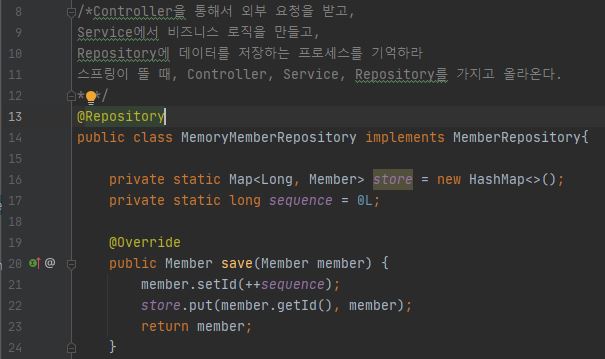 8 /*Controller을 통해서 외부 요청을 받고,
9 Service에서 비즈니스 로직을 만들고,
10 Repository에 데이터를 저장하는 프로세스를 기억하라
11 스프링이 뜰 때, Controller, Service, Repository를 가지고 올라온다.
12 * */
13 @Repository
14 public class MemoryMemberRepository implements MemberRepository{
15
16 private static Map<Long, Member> store = new HashMap<>();
17 private static long sequence = 0L;
18
19 @Override
20 @ public Member save(Member member) {
21 member.setId(++sequence);
22 store.put(member.getId(), member);
23 return member;
24 }